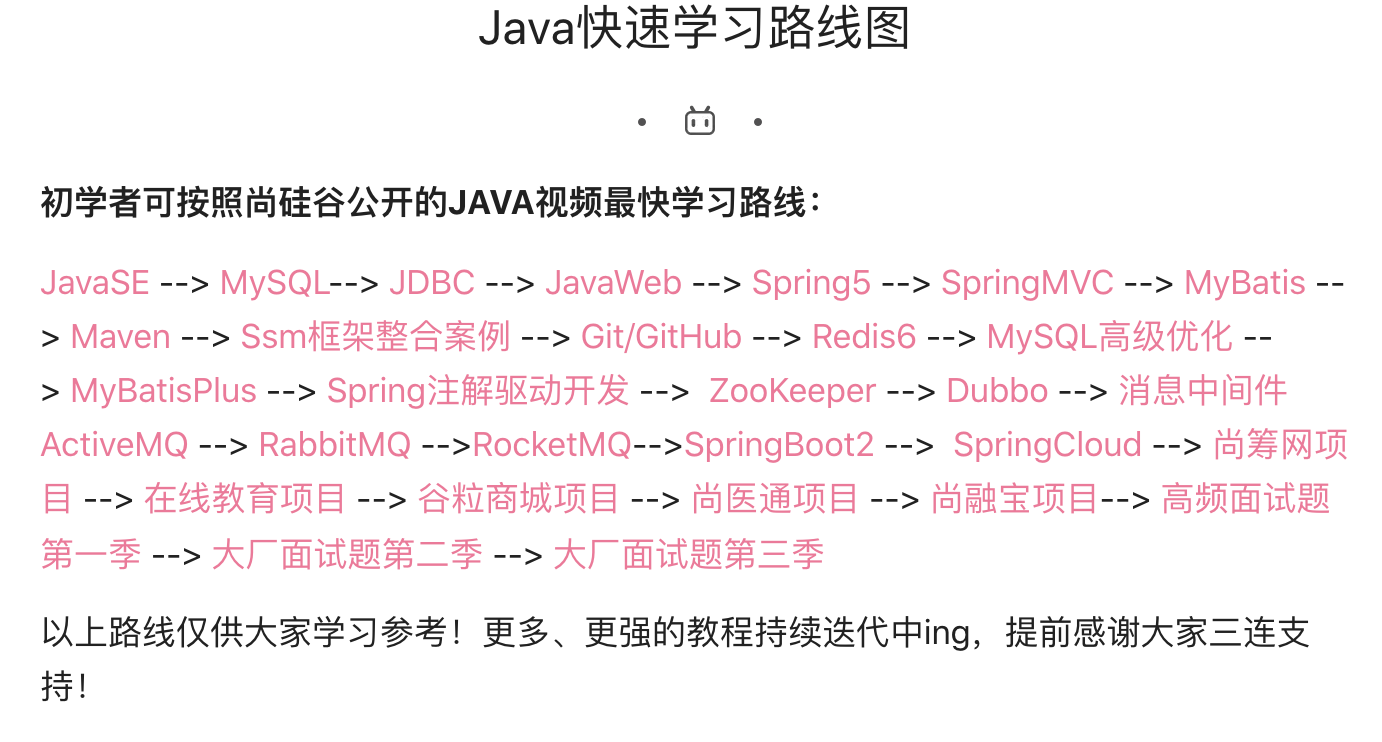 Java快速学习路线图
初学者可按照尚硅谷公开的JAVA视频最快学习路线：
JavaSE --> MySQL--> JDBC --> JavaWeb --> Spring5 --> SpringMVC --> MyBatis --
> Maven --> Ssm框架整合案例 --> Git/GitHub --> Redis6 --> MySQL高级优化 --
> MyBatisPlus --> Spring注解驱动开发 -->  ZooKeeper --> Dubbo --> 消息中间件
ActiveMQ --> RabbitMQ -->RocketMQ-->SpringBoot2 -->  SpringCloud --> 尚筹网项
目 --> 在线教育项目 --> 谷粒商城项目 --> 尚医通项目 --> 尚融宝项目--> 高频面试题
第一季 --> 大厂面试题第二季 --> 大厂面试题第三季
以上路线仅供大家学习参考！更多、更强的教程持续迭代中ing，提前感谢大家三连支
持！